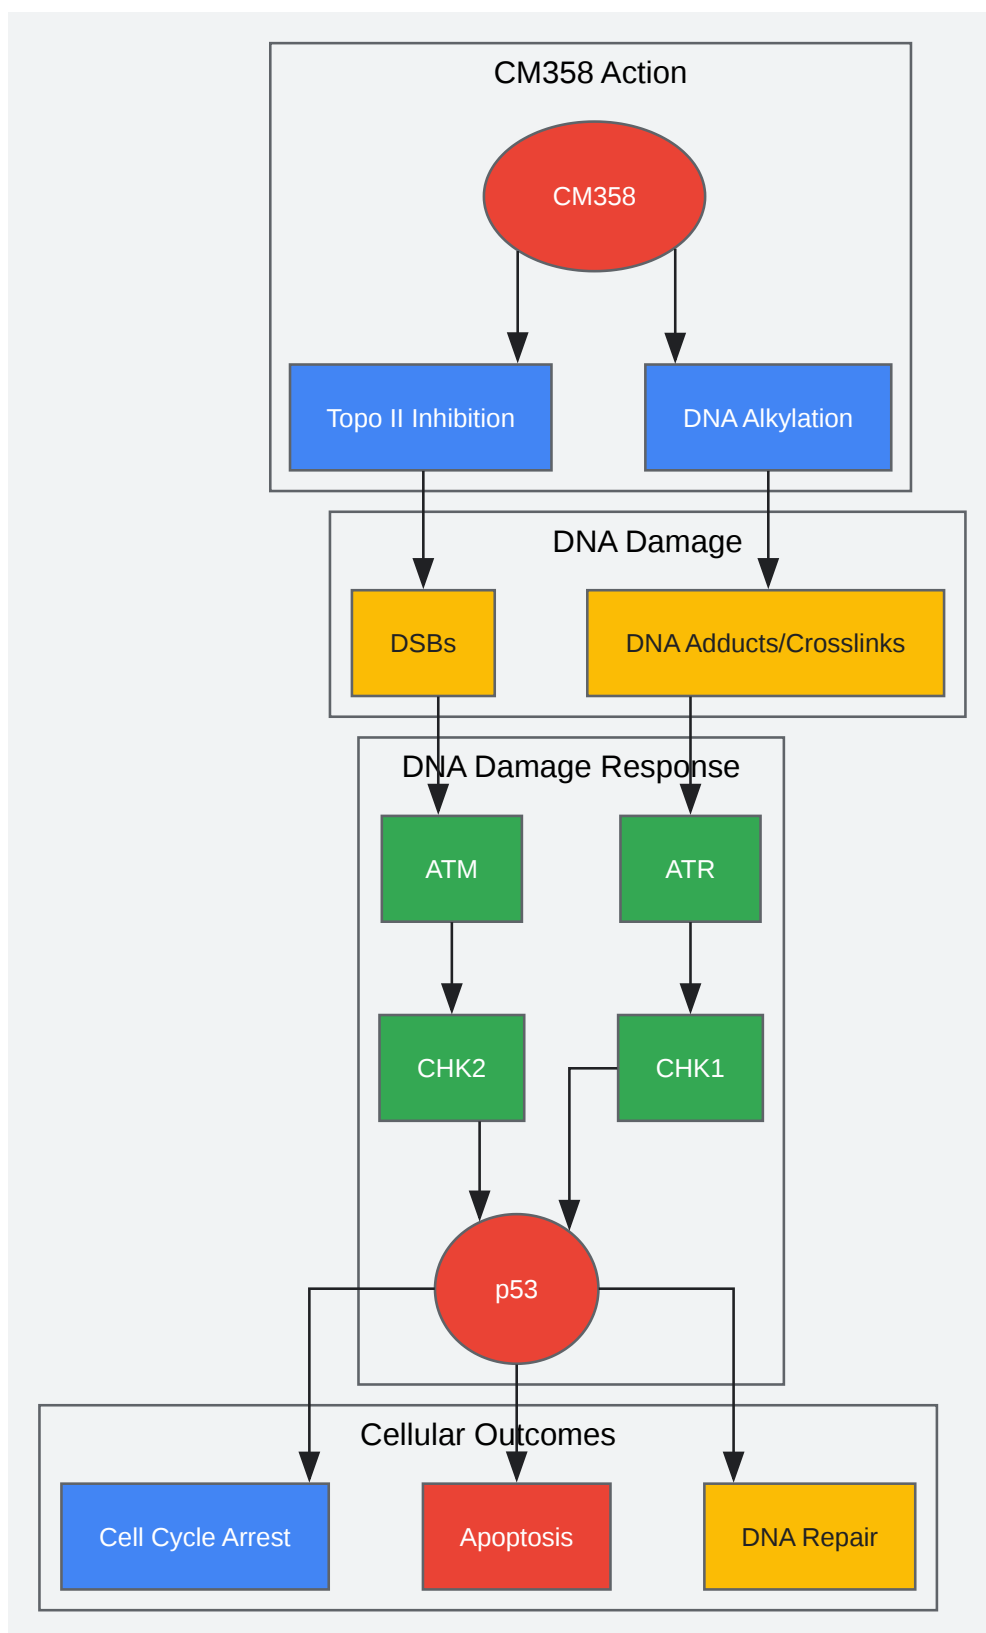 CM358 Action
CM358
Topo II Inhibition
DNA Alkylation
DNA Damage
DSBs
DNA Adducts/Crosslinks
DNA Damage Response
ATM
ATR
CHK2
CHK1
p53
Cellular Outcomes
Cell Cycle Arrest
Apoptosis
DNA Repair